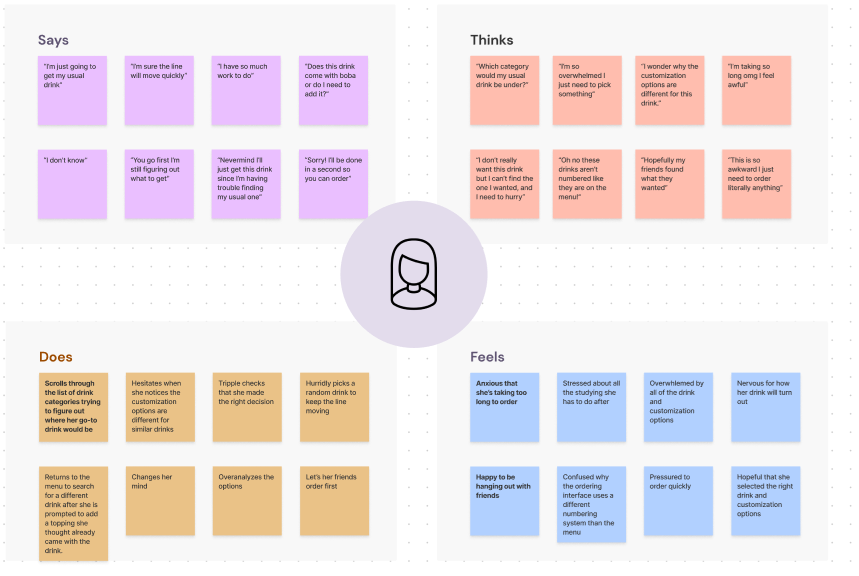 Says
"I'm just going to
get my usual
drink"
"I'm sure the line
will move quickly"
"I have so much
work to do"
"Does this drink
come with boba
or do I need to
add it?"
"I don't know"
"You go first I'm
still figuring out
what to get"
"Nevermind I'll
just get this drink
since I'm having
trouble finding
my usual one"
"Sorry! I'll be done
in a second so
you can order"
Thinks
"Which category
would my usual
drink be under?"
"I'm so
overwhelmed I
just need to pick
something"
"I wonder why the
customization
options are
different for this
drink."
"I'm taking so
long omg I feel
awful"
"I don't really
want this drink
but I can't find the
one I wanted, and
I need to hurry"
"Oh no these
drinks aren't
numbered like
they are on the
menu!"
"Hopefully my
friends found
what they
wanted"
"This is so
awkward I just
need to order
literally anything"
Does
Scrolls through
the list of drink
categories trying
to figure out
where her go-to
drink would be
Hesitates when
she notices the
customization
options are
different for
similar drinks
Tripple checks
that she made
the right decision
Hurridly picks a
random drink to
keep the line
moving
Returns to the
menu to search
for a different
drink after she is
prompted to add
a topping she
thought already
came with the
drink.
Changes her
mind
Overanalyzes the
options
Let's her friends
order first
Feels
Anxious that
she's taking too
long to order
Stressed about all
the studying she
has to do after
Overwhlemed by
all of the drink
and
customization
options
Nervous for how
her drink will turn
out
Happy to be
hanging out with
friends
Confused why
the ordering
interface uses a
different
numbering
system than the
menu
Pressured to
order quickly
Hopeful that she
selected the right
drink and
customization
options